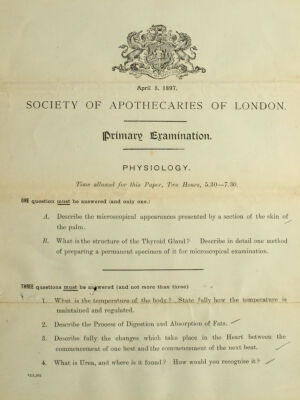 April 5, 1897.
SOCIETY OF APOTHECARIES OF LONDON.
Primary Examination.
PHYSIOLOGY.
Time allowed for this Paper, Two Hours, 5.30—7.30.
ONE question must be answered (and only one.)
A. Describe the microscopical appearances presented by a section of the skin of
the palm.
B. What is the structure of the Thyroid Gland? Describe in detail one method
of preparing a permanent specimen of it for microscopical examination.
THREE questions must be answered (and not more than three)
1. What is the temperature of the body? State fully how the temperature is
maintained and regulated.
2. Describe the Process of Digestion and Absorption of Fats.
3. Describe fully the changes which take place in the Heart between the
commencement of one beat and the commencement of the next beat.
4. What is Urea, and where is it found? How would you recognise it?